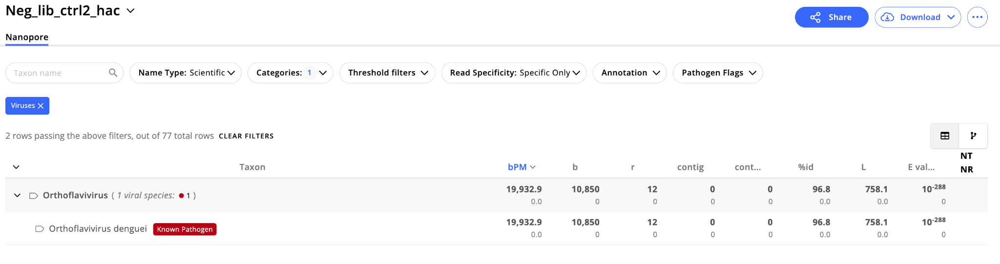 Neg_lib_ctrl2_hac
Share
Download
Nanopore
Taxon name
Name Type: Scientific
Categories: 1
Threshold filters
Read Specificity: Specific Only
Annotation
Pathogen Flags
Viruses
2 rows passing the above filters, out of 77 total rows CLEAR FILTERS
Taxon bPM b r contig cont... %id L E val... NT
NR
Orthoflavivirus ( 1 viral species: 1 ) 19,932.9 10,850 12 0 0 96.8 758.1 10-288
0.0 0 0 0 0 0.0 0.0 0
Orthoflavivirus denguei Known Pathogen 19,932.9 10,850 12 0 0 96.8 758.1 10-288
0.0 0 0 0 0 0.0 0.0 0